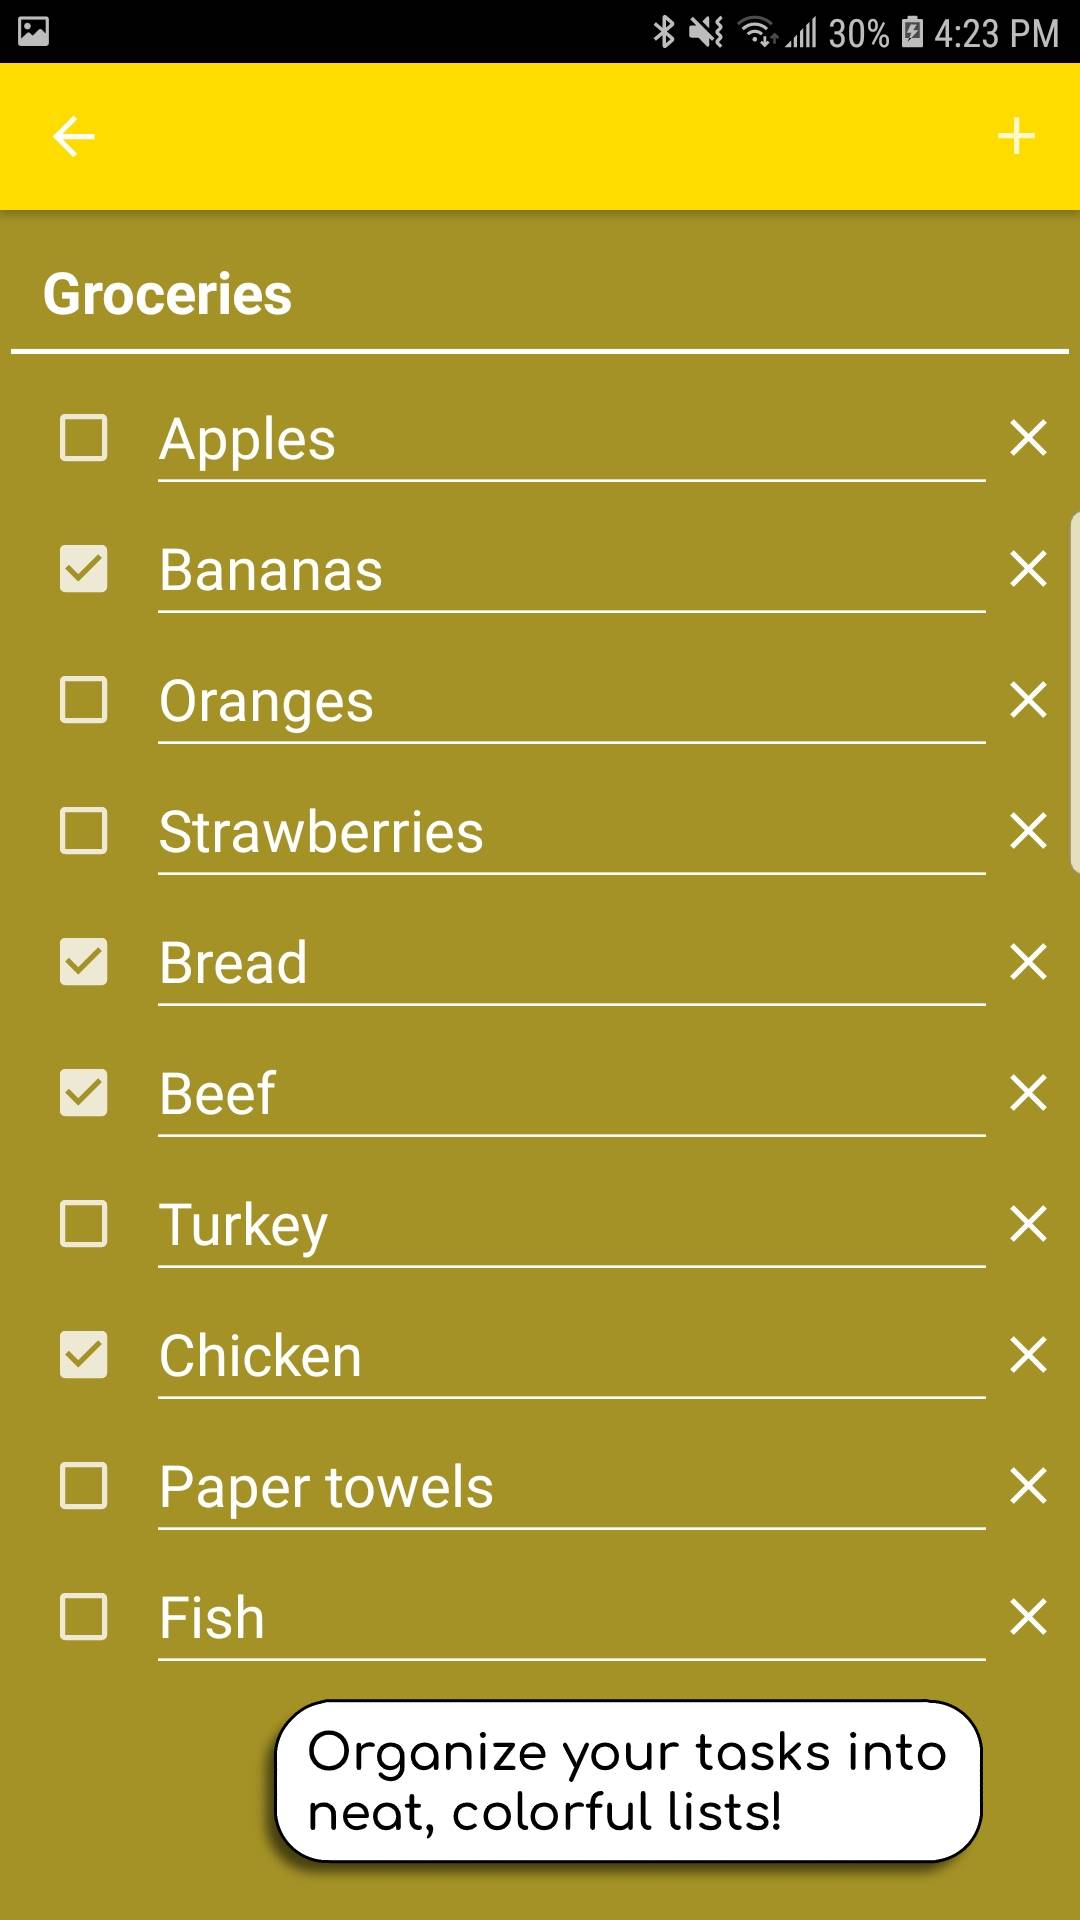 30% 4:23 PM
Groceries
Apples
Bananas
Oranges
Strawberries
Bread
Beef
Turkey
Chicken
Paper towels
Fish
Organize your tasks into
neat, colorful lists!